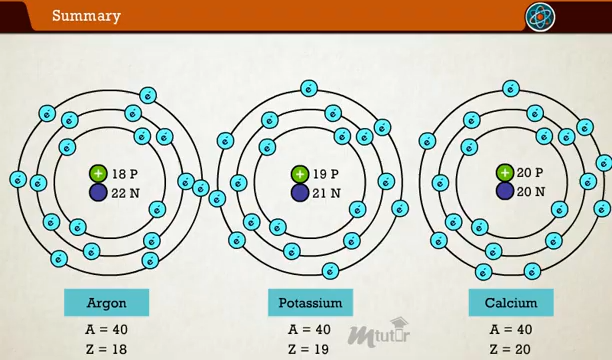 Summary
18 P
22 N
19 P
21 N
20 P
20 N
Argon
Potassium
Calcium
A = 40
A = 40
A = 40
Z = 18
Z = 19
Z = 20
mtutor